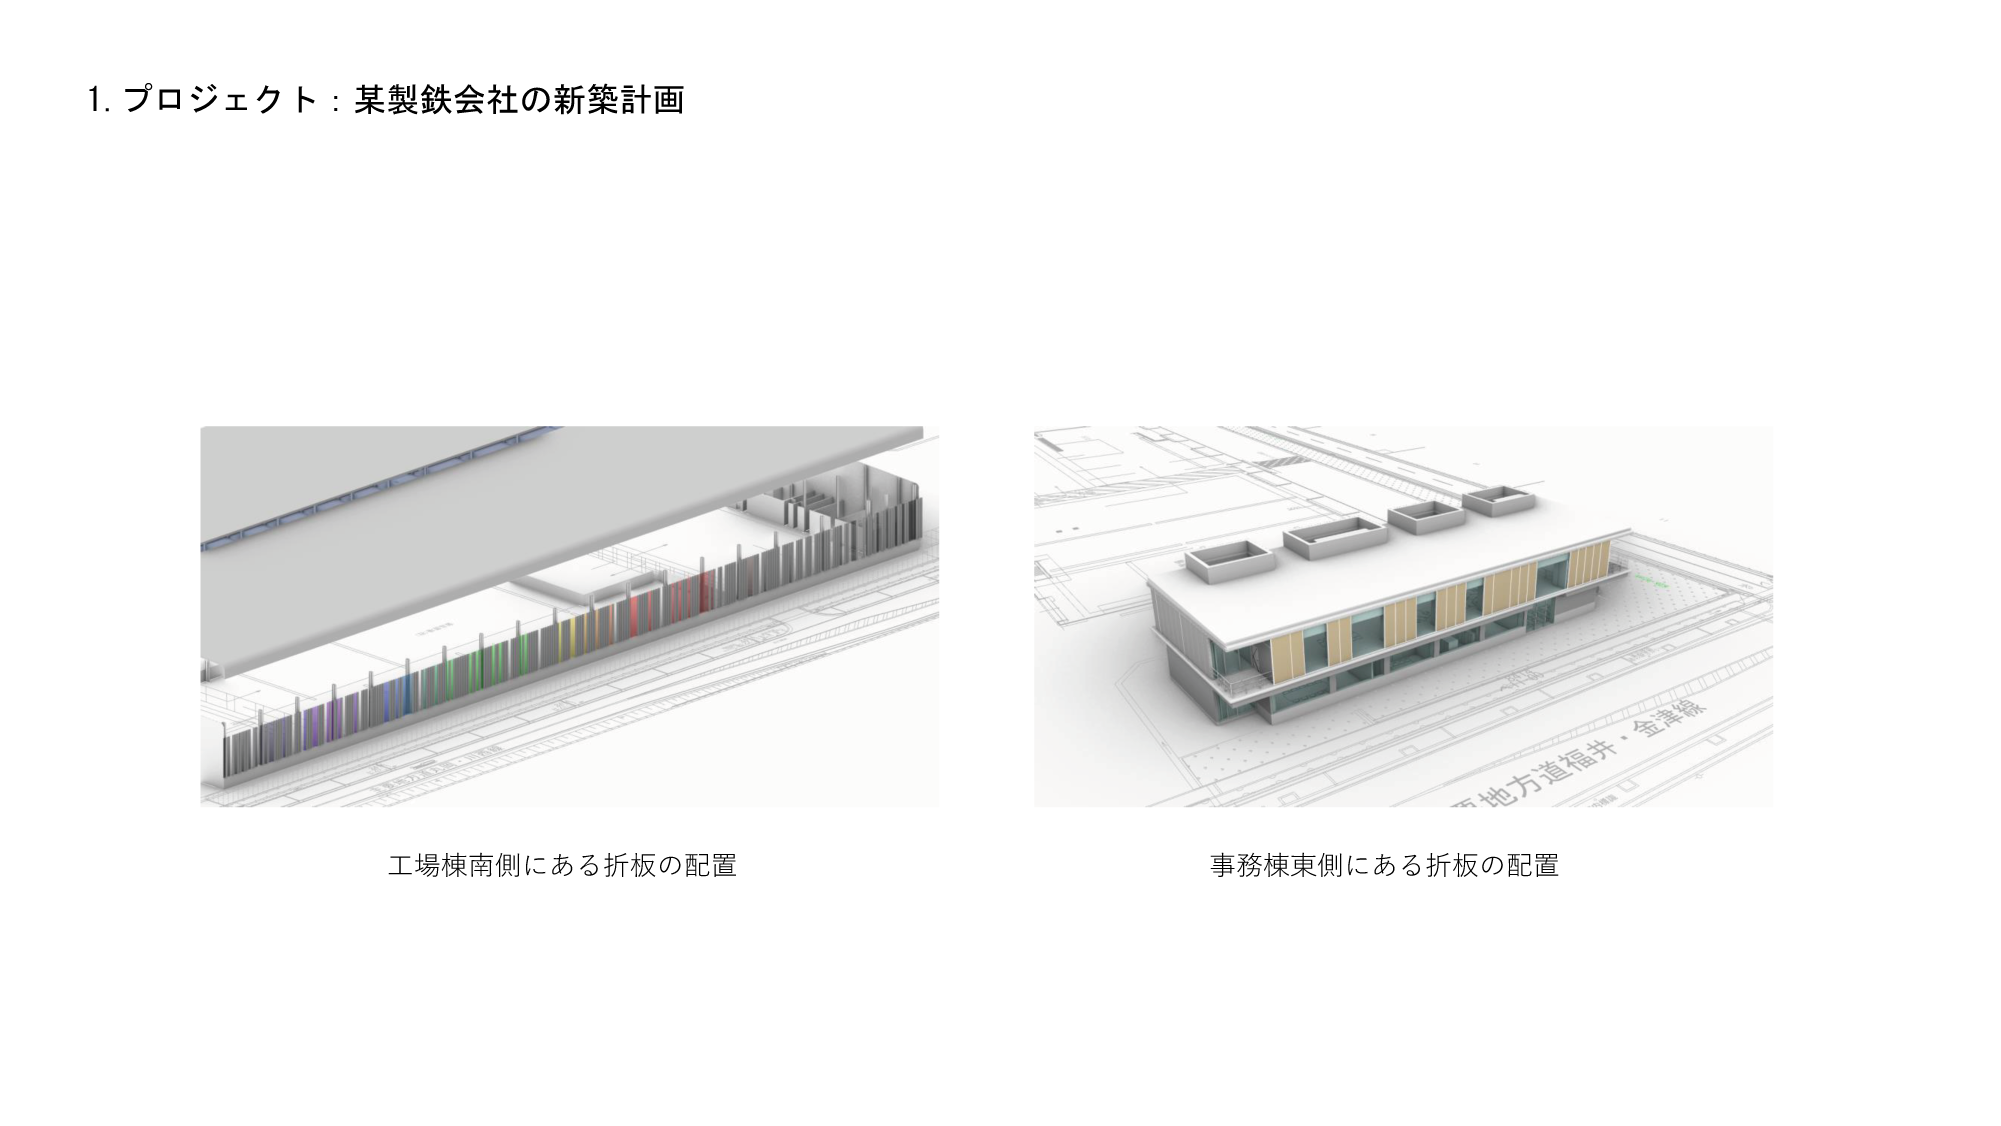 1. プロジェクト : 某製鉄会社の新築計画
地方道福井・金津線
工場棟南側にある折板の配置
事務棟東側にある折板の配置